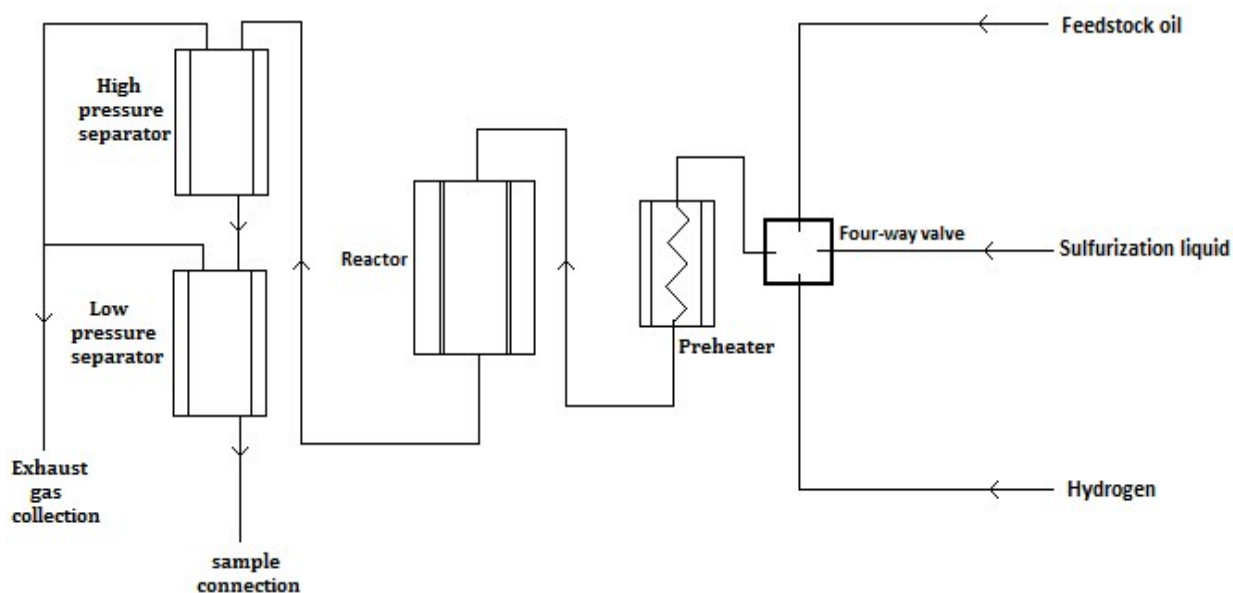 Feedstock oil
High
pressure
separator
Four-way valve
Sulfurization liquid
Reactor
Low
pressure
separator
Preheater
Exhaust
gas
collection
Hydrogen
sample
connection